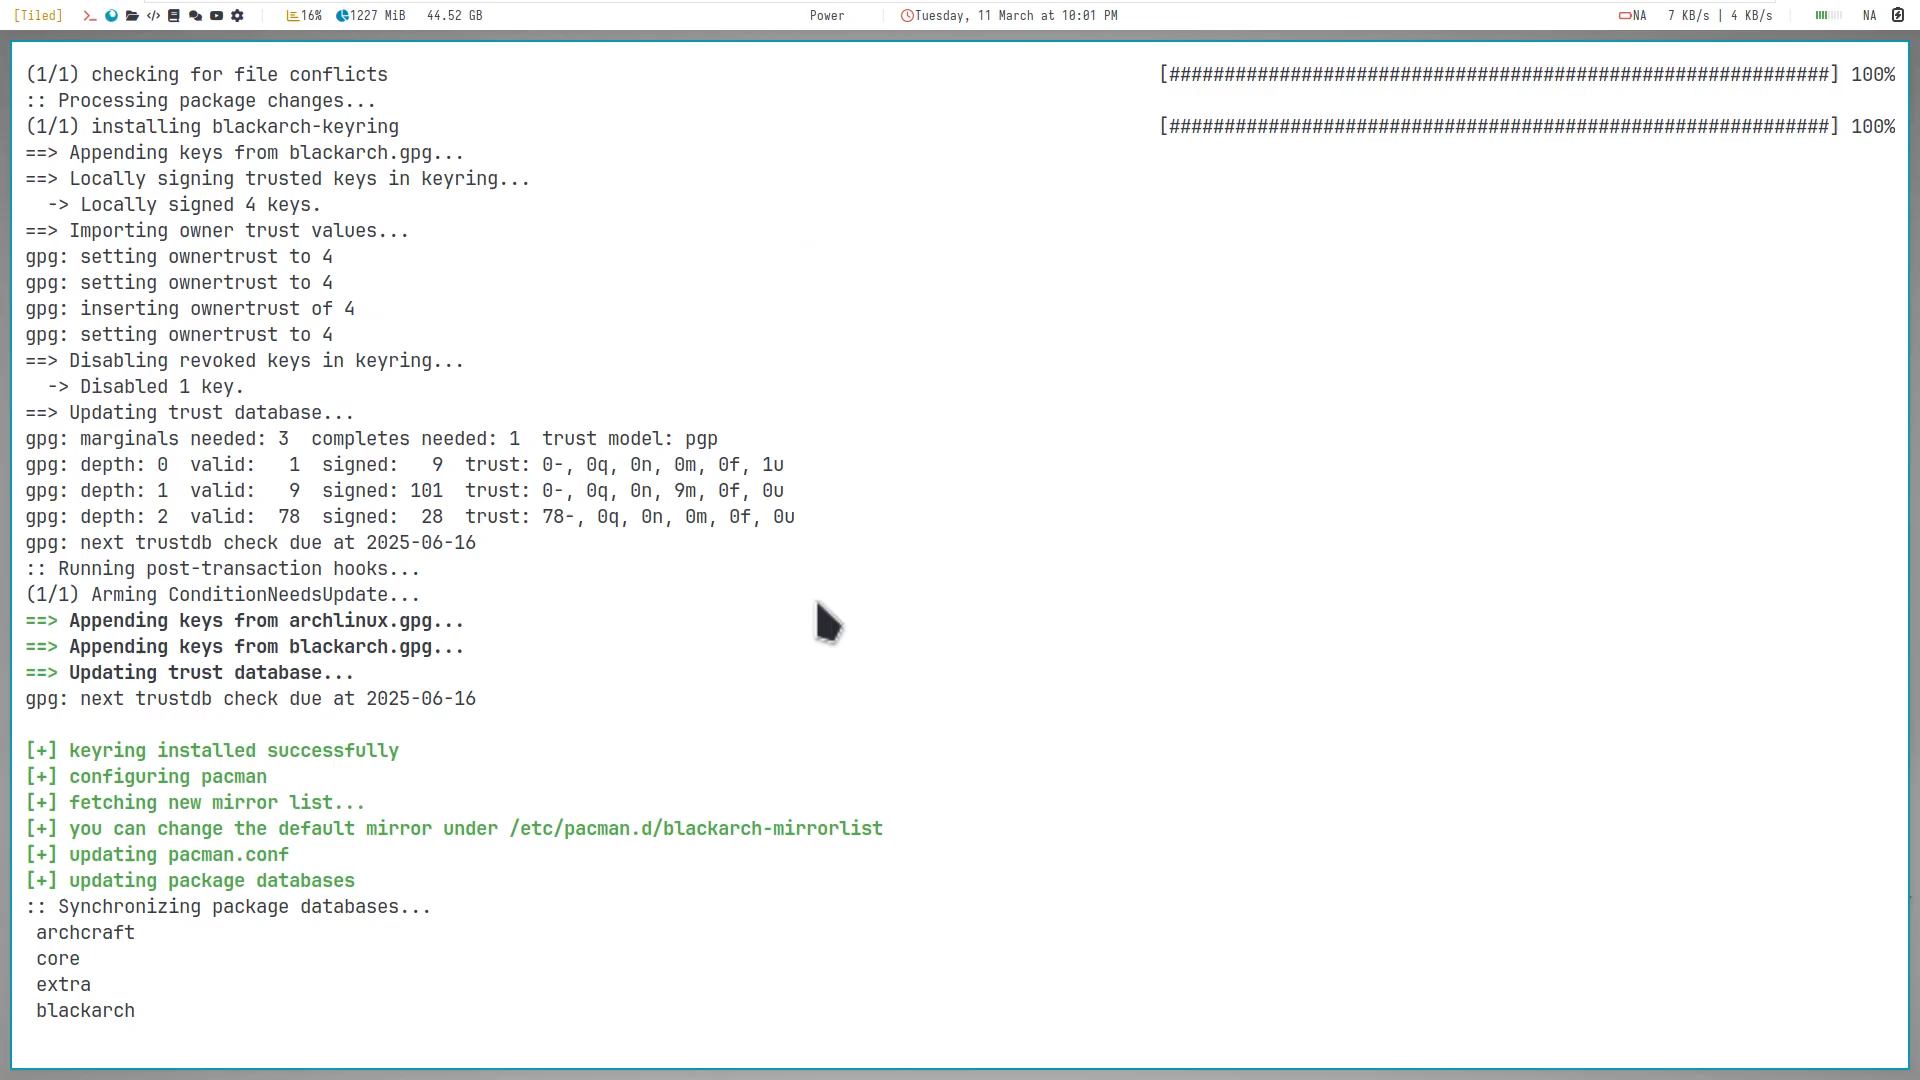 [Tiled] 16% 1227 MiB 44.52 GB Power Tuesday, 11 March at 10:01 PM NA 7 KB/s | 4 KB/s NA
(1/1) checking for file conflicts [############################################################] 100%
:: Processing package changes...
(1/1) installing blackarch-keyring [############################################################] 100%
==> Appending keys from blackarch.gpg...
==> Locally signing trusted keys in keyring...
  -> Locally signed 4 keys.
==> Importing owner trust values...
gpg: setting ownertrust to 4
gpg: setting ownertrust to 4
gpg: inserting ownertrust of 4
gpg: setting ownertrust to 4
==> Disabling revoked keys in keyring...
  -> Disabled 1 key.
==> Updating trust database...
gpg: marginals needed: 3  completes needed: 1  trust model: pgp
gpg: depth: 0  valid:   1  signed:   9  trust: 0-, 0q, 0n, 0m, 0f, 1u
gpg: depth: 1  valid:   9  signed: 101  trust: 0-, 0q, 0n, 9m, 0f, 0u
gpg: depth: 2  valid:  78  signed:  28  trust: 78-, 0q, 0n, 0m, 0f, 0u
gpg: next trustdb check due at 2025-06-16
:: Running post-transaction hooks...
(1/1) Arming ConditionNeedsUpdate...
==> Appending keys from archlinux.gpg...
==> Appending keys from blackarch.gpg...
==> Updating trust database...
gpg: next trustdb check due at 2025-06-16
[+] keyring installed successfully
[+] configuring pacman
[+] fetching new mirror list...
[+] you can change the default mirror under /etc/pacman.d/blackarch-mirrorlist
[+] updating pacman.conf
[+] updating package databases
:: Synchronizing package databases...
 archcraft
 core
 extra
 blackarch